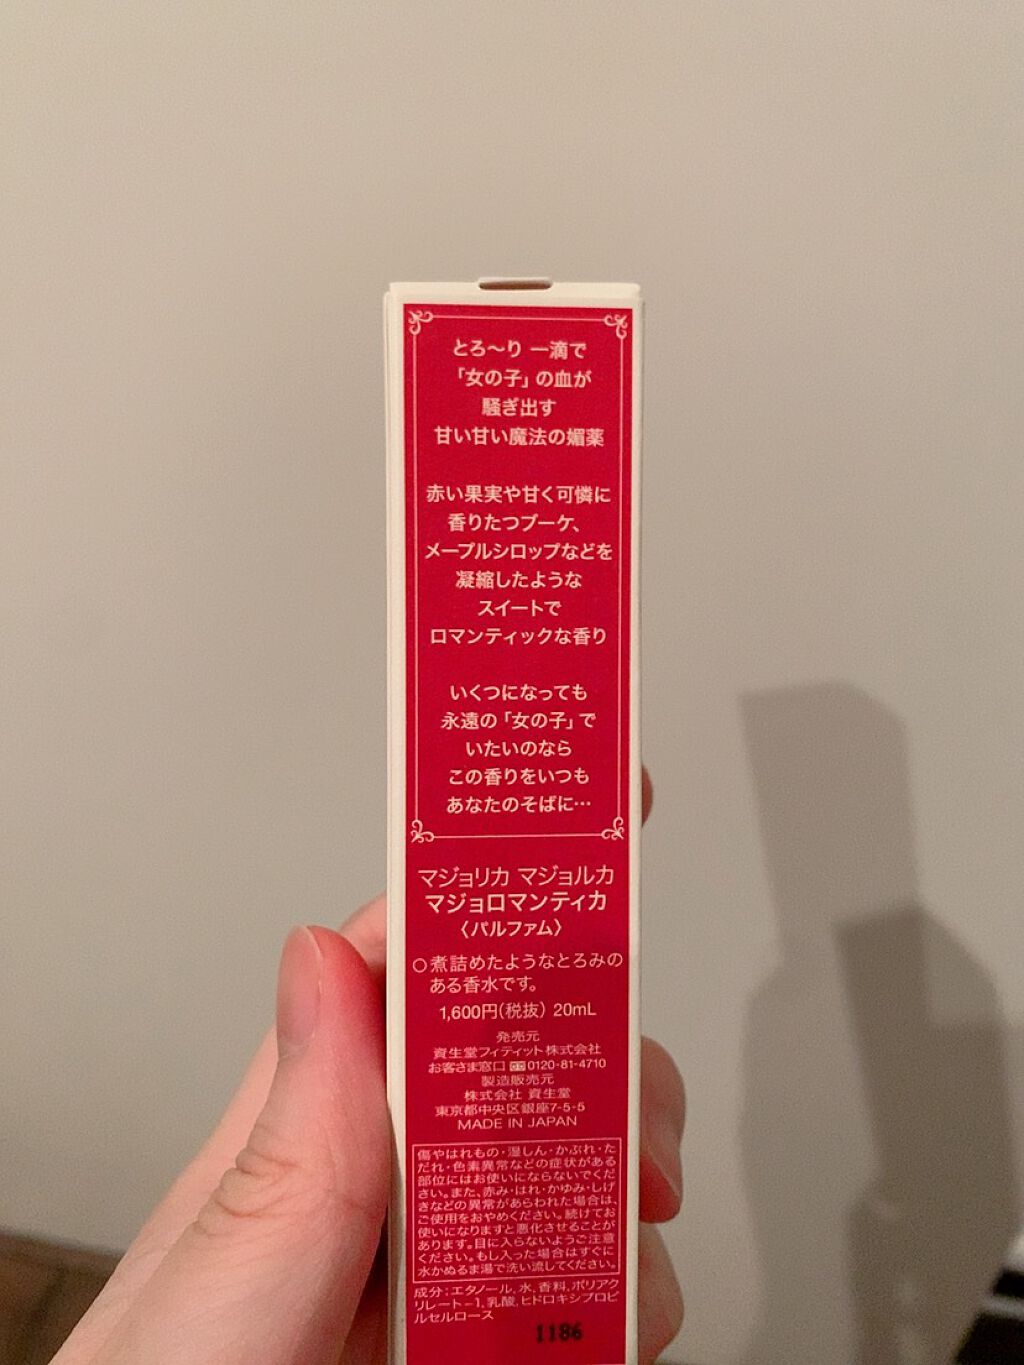 とろ〜り 一滴で
「女の子」の血が
騒ぎ出す
甘い甘い魔法の媚薬
赤い果実や甘く可憐に
香りたつブーケ、
メープルシロップなどを
凝縮したような
スイートで
ロマンティックな香り
いくつになっても
永遠の「女の子」で
いたいのなら
この香りをいつも
あなたのそばに…
マジョリカ マジョルカ
マジョロマンティカ
〈パルファム〉
○煮詰めたようなとろみの
ある香水です。
1,600円(税抜) 20mL
発売元
資生堂フィティット株式会社
お客さま窓口 0120-81-4710
製造販売元
株式会社 資生堂
東京都中央区銀座7-5-5
MADE IN JAPAN
傷やはれもの・湿しん・かぶれ・た
だれ・色素異常などの症状がある
部位にはお使いにならないでくだ
さい。また、赤み・はれ・かゆみ・しげ
きなどの異常があらわれた場合は、
ご使用をおやめください。続けてお
使いになりますと悪化させることが
あります。目に入らないようご注意
ください。もし入った場合はすぐに
水かぬるま湯で洗い流してください。
成分：エタノール, 水, 香料, ポリアク
リレート-1, 乳酸, ヒドロキシプロピ
ルセルロース
1186